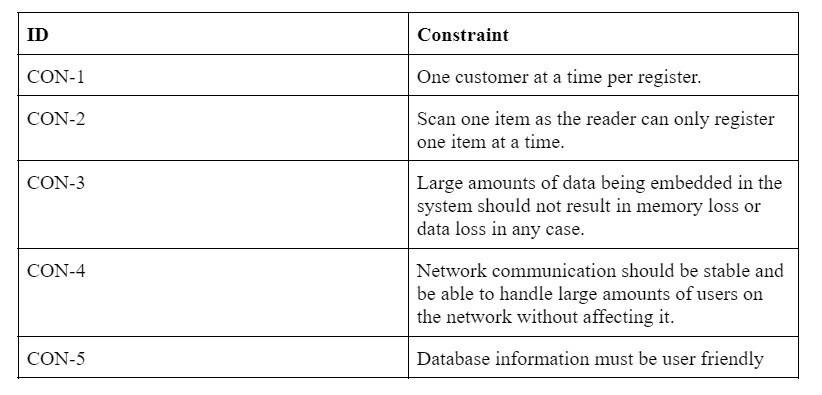 ID
Constraint
CON-1
One customer at a time per register.
CON-2
Scan one item as the reader can only register
one item at a time.
CON-3
Large amounts of data being embedded in the
system should not result in memory loss or
data loss in any case.
CON-4
Network communication should be stable and
be able to handle large amounts of users on
the network without affecting it.
CON-5
Database information must be user friendly